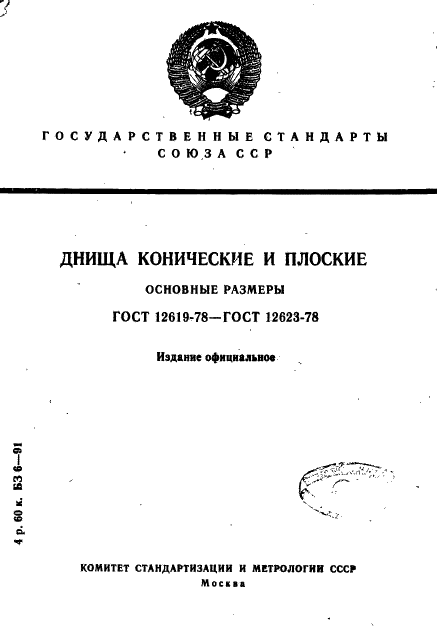 ГОСУДАРСТВЕННЫЕ СТАНДАРТЫ
СОЮЗА ССР
ДНИЩА КОНИЧЕСКИЕ И ПЛОСКИЕ
ОСНОВНЫЕ РАЗМЕРЫ
ГОСТ 12619-78—ГОСТ 12623-78
Издание официальное
4 р. 60 к. БЗ 6—91
КОМИТЕТ СТАНДАРТИЗАЦИИ И МЕТРОЛОГИИ СССР
Москва